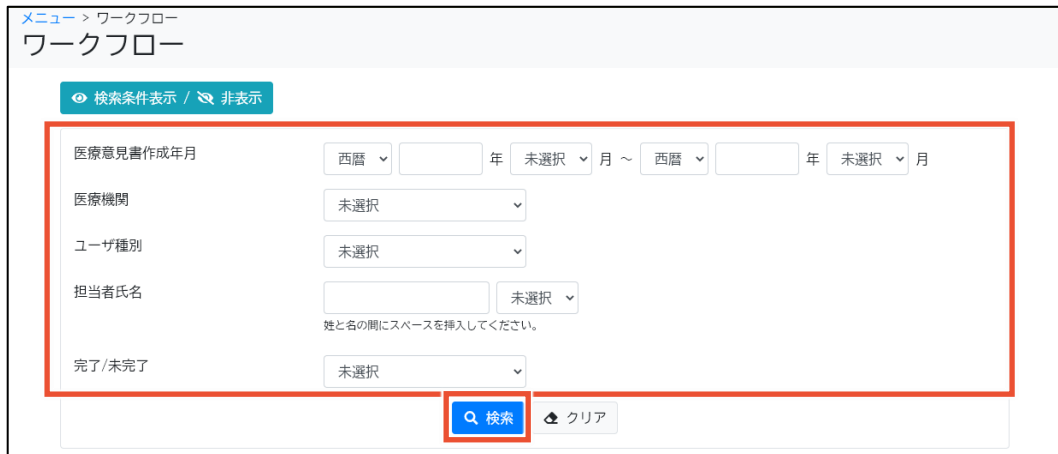 メニュー > ワークフロー
ワークフロー
検索条件表示 / 非表示
医療意見書作成年月 西暦 年 未選択 月 ～ 西暦 年 未選択 月
医療機関 未選択
ユーザ種別 未選択
担当者氏名 未選択
姓と名の間にスペースを挿入してください。
完了/未完了 未選択
検索 クリア